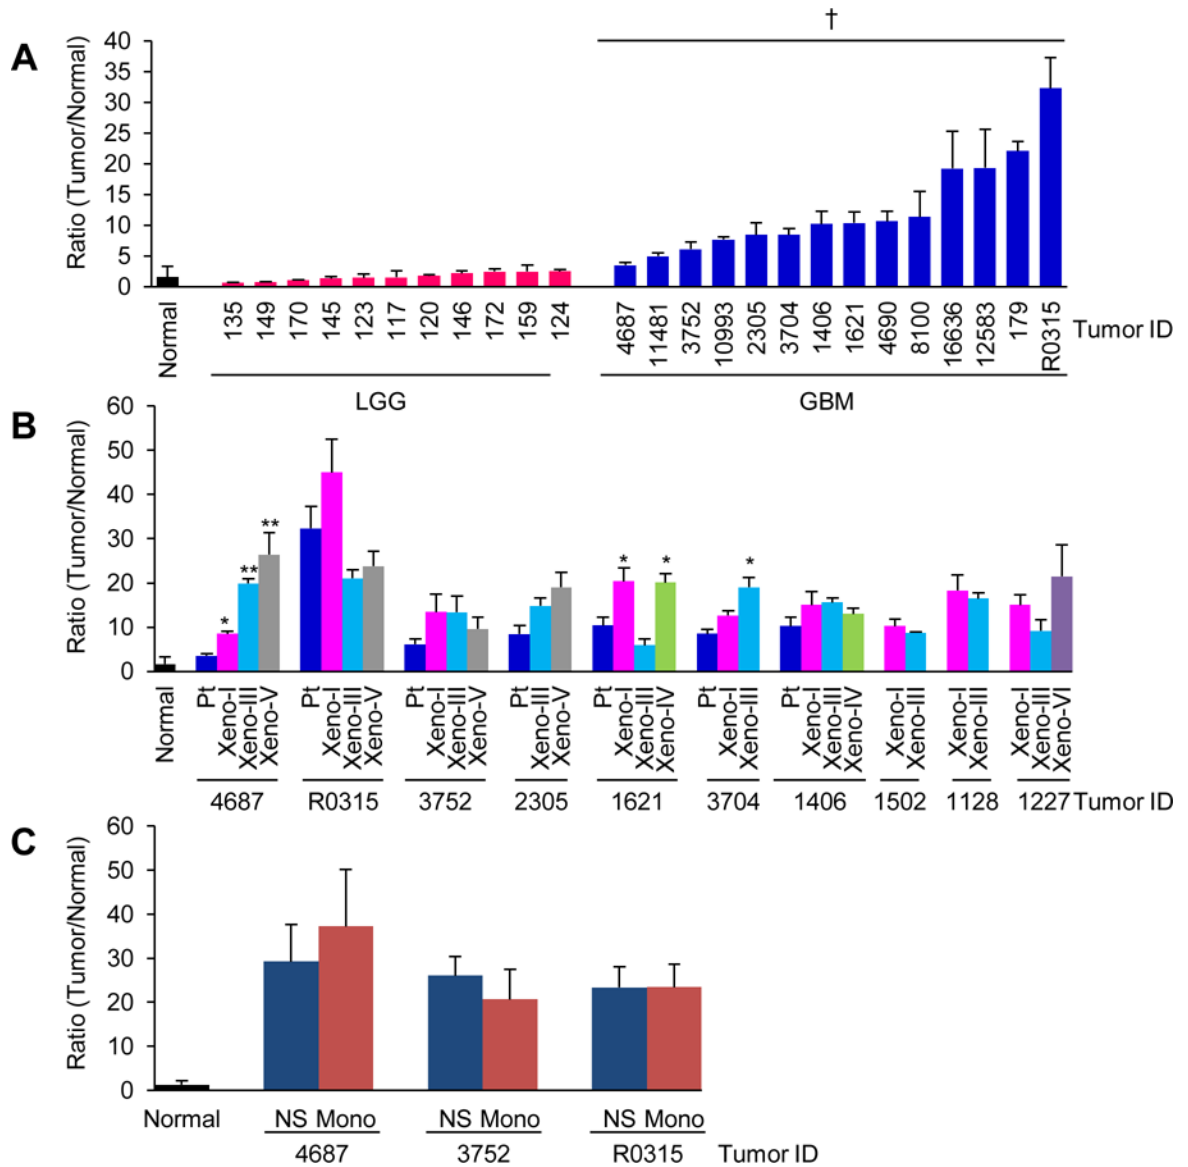 A
†
Ratio (Tumor/Normal)
40
35
30
25
20
15
10
5
0
Normal
135
149
170
145
123
117
120
146
172
159
124
4687
11481
3752
10993
2305
3704
1406
1621
4690
8100
16636
12583
179
R0315
Tumor ID
LGG
GBM
B
Ratio (Tumor/Normal)
60
50
40
30
20
10
0
* ** **
* *
*
Normal
Pt Xeno-I Xeno-III Xeno-V
Pt Xeno-I Xeno-III Xeno-V
Pt Xeno-I Xeno-III Xeno-V
Pt Xeno-III Xeno-V
Pt Xeno-I Xeno-III Xeno-IV
Pt Xeno-I Xeno-III
Pt Xeno-I Xeno-III Xeno-IV
Xeno-I Xeno-III
Xeno-I Xeno-III
Xeno-I Xeno-III Xeno-VI
4687 R0315 3752 2305 1621 3704 1406 1502 1128 1227 Tumor ID
C
Ratio (Tumor/Normal)
60
50
40
30
20
10
0
Normal NS Mono NS Mono NS Mono
4687 3752 R0315 Tumor ID